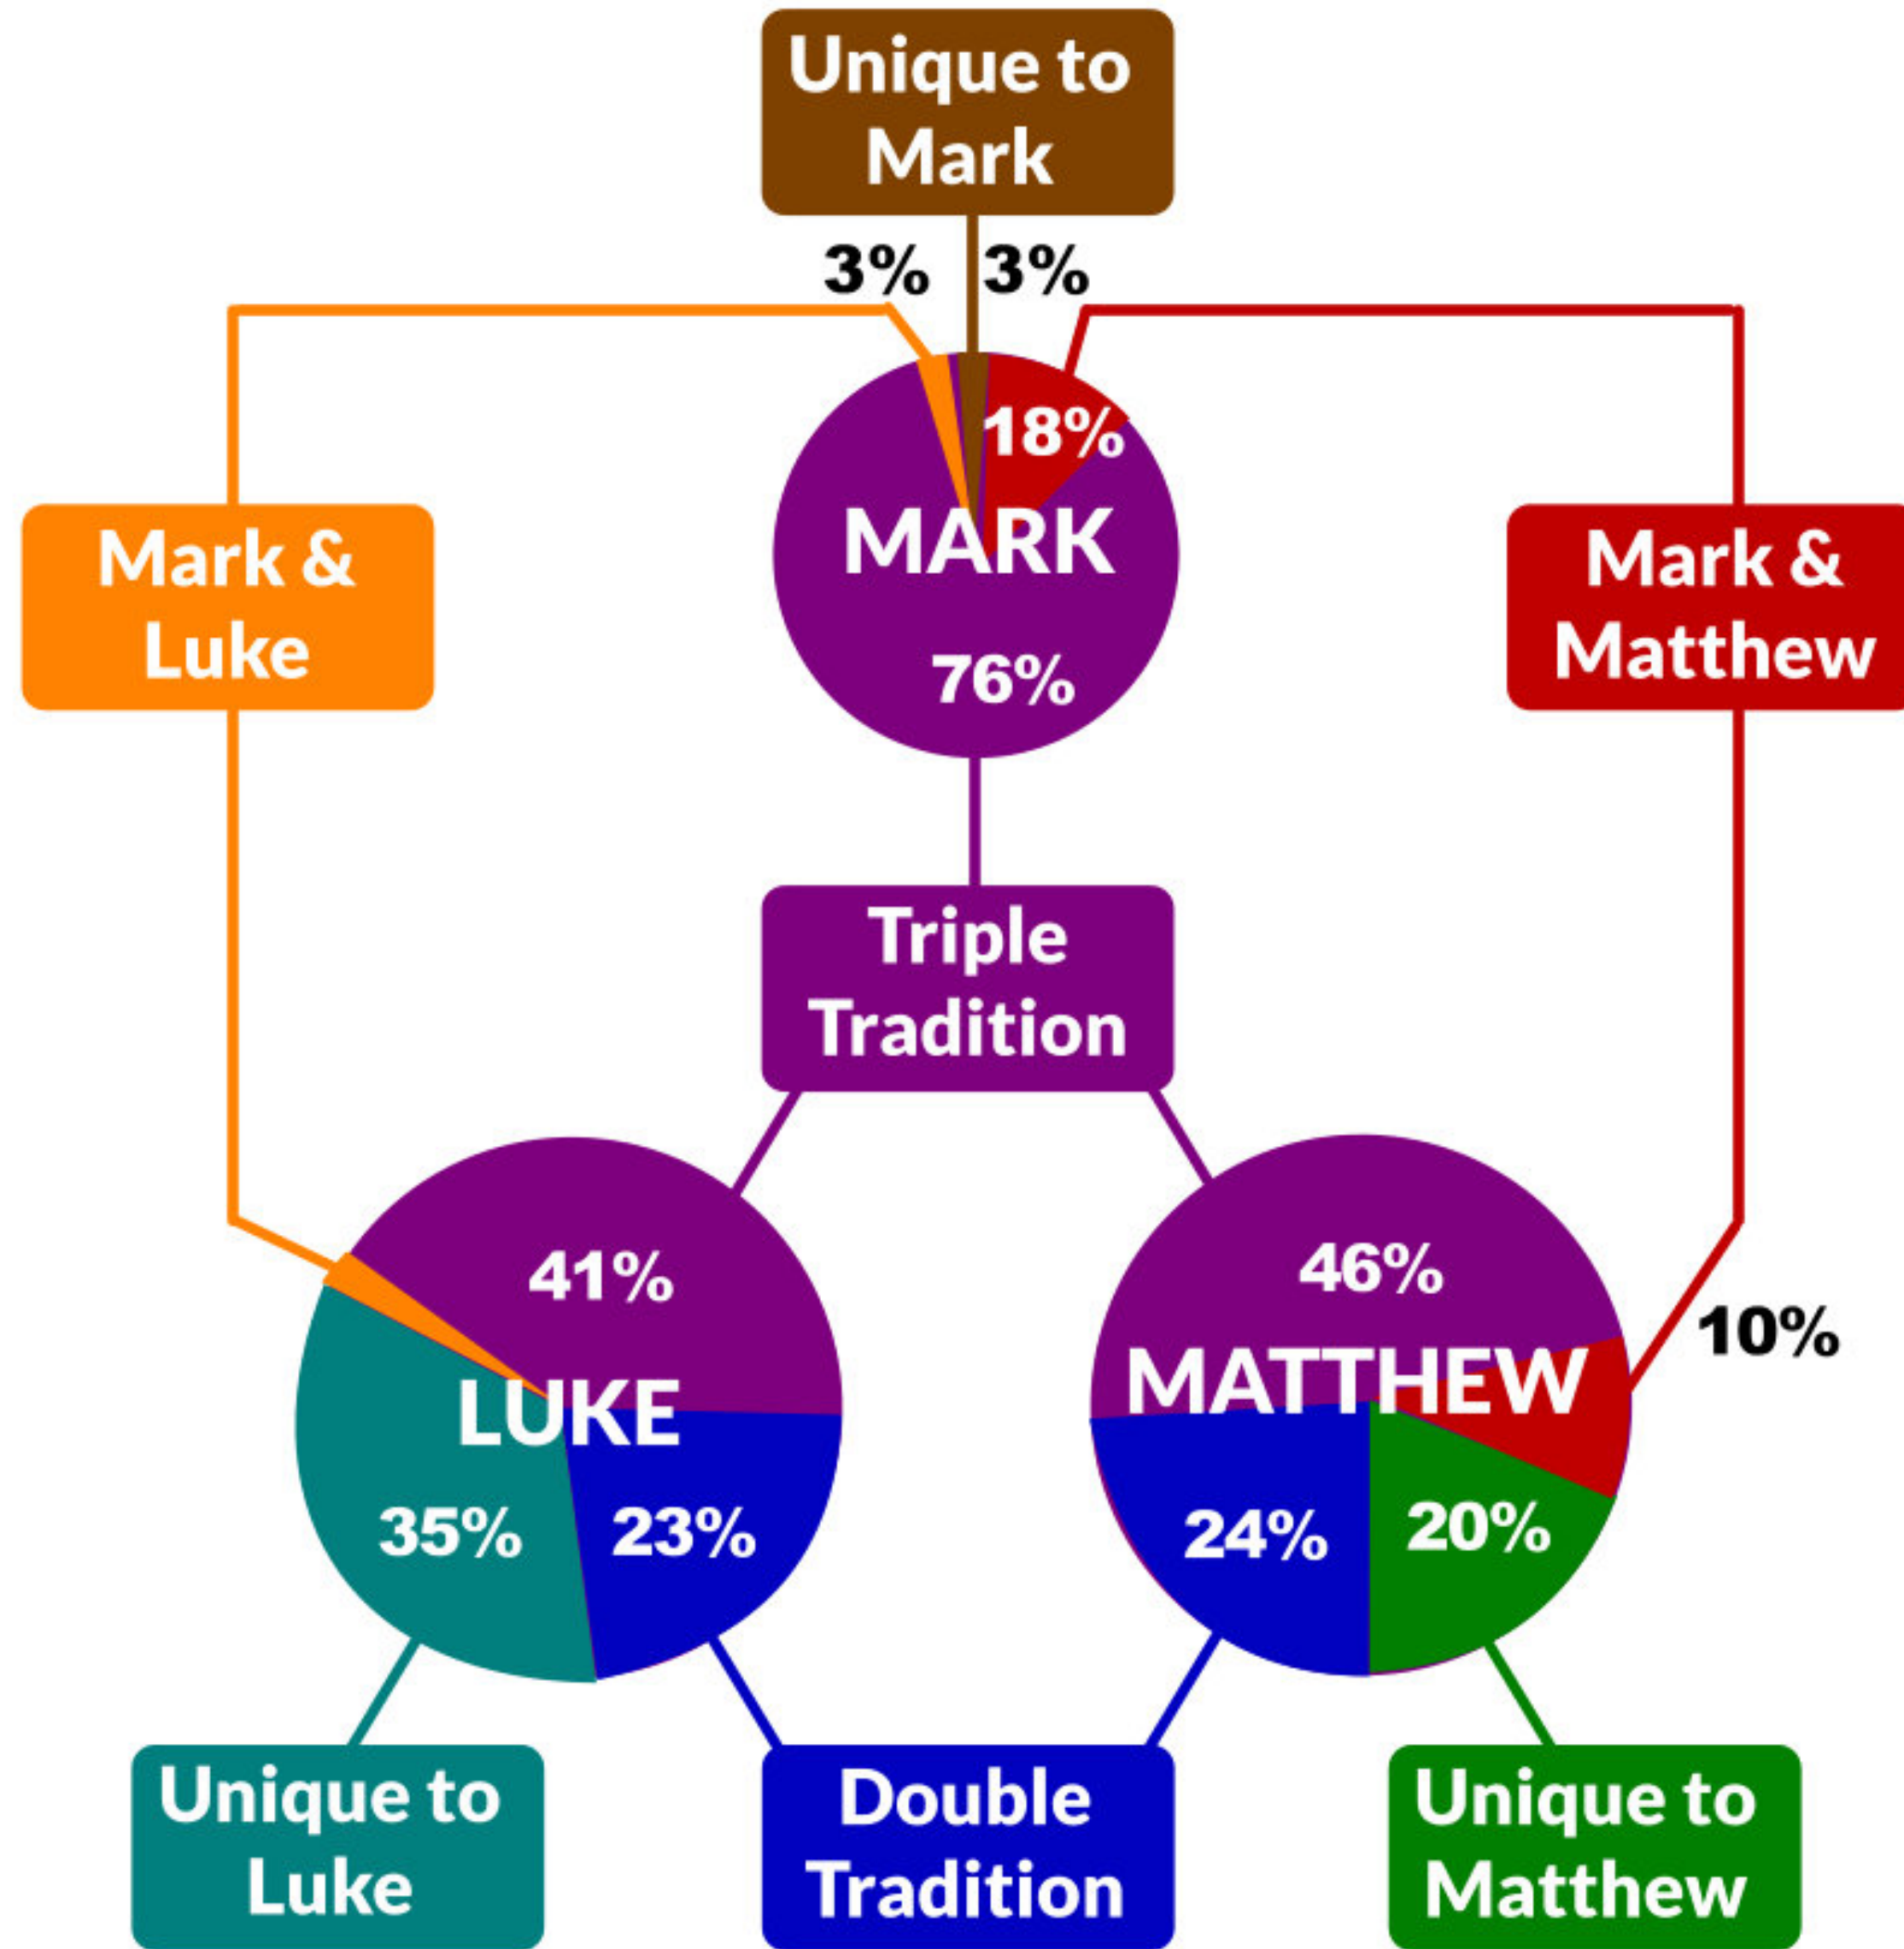 Unique to
Mark
3% 3%
18%
MARK
76%
Mark &
Luke
Mark &
Matthew
Triple
Tradition
41%
LUKE
35% 23%
46%
10%
MATTHEW
24% 20%
Unique to
Luke
Double
Tradition
Unique to
Matthew